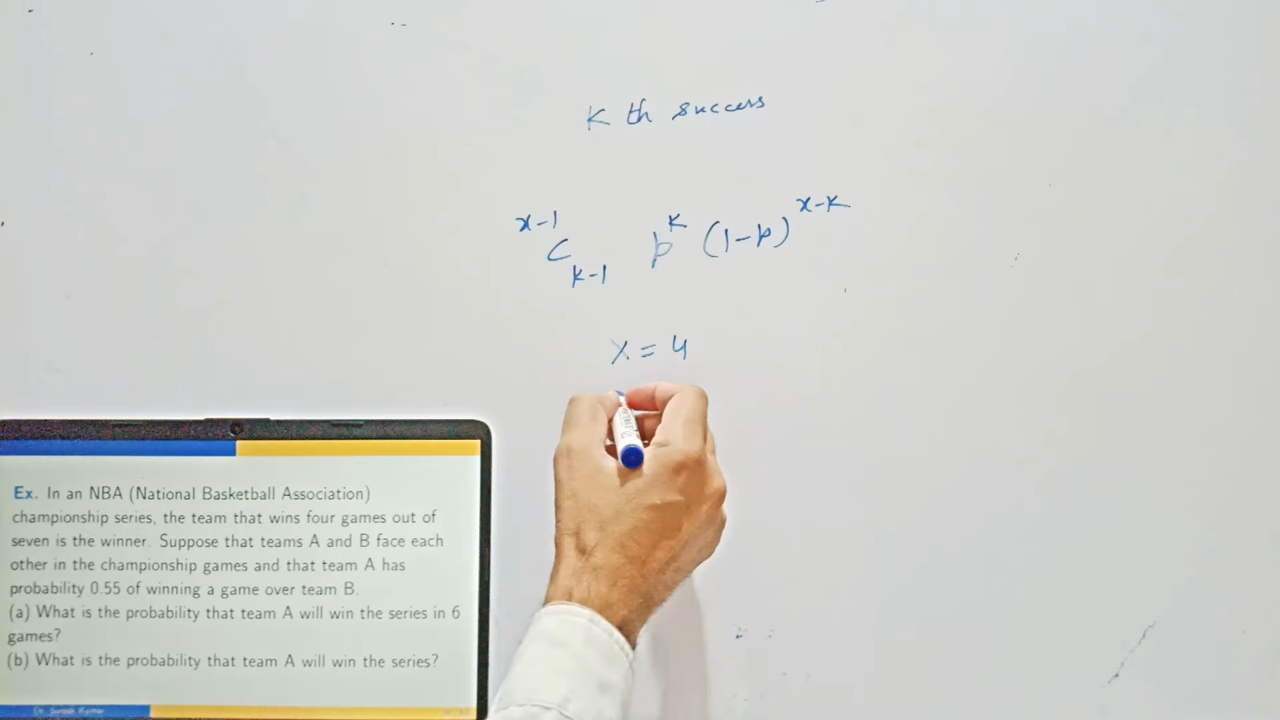 K th success
x-1
C
k-1
p^k (1-p)^x-k
x = 4
Ex. In an NBA (National Basketball Association)
championship series, the team that wins four games out of
seven is the winner. Suppose that teams A and B face each
other in the championship games and that team A has
probability 0.55 of winning a game over team B.
(a) What is the probability that team A will win the series in 6
games?
(b) What is the probability that team A will win the series?
Dr. Suresh Kumar